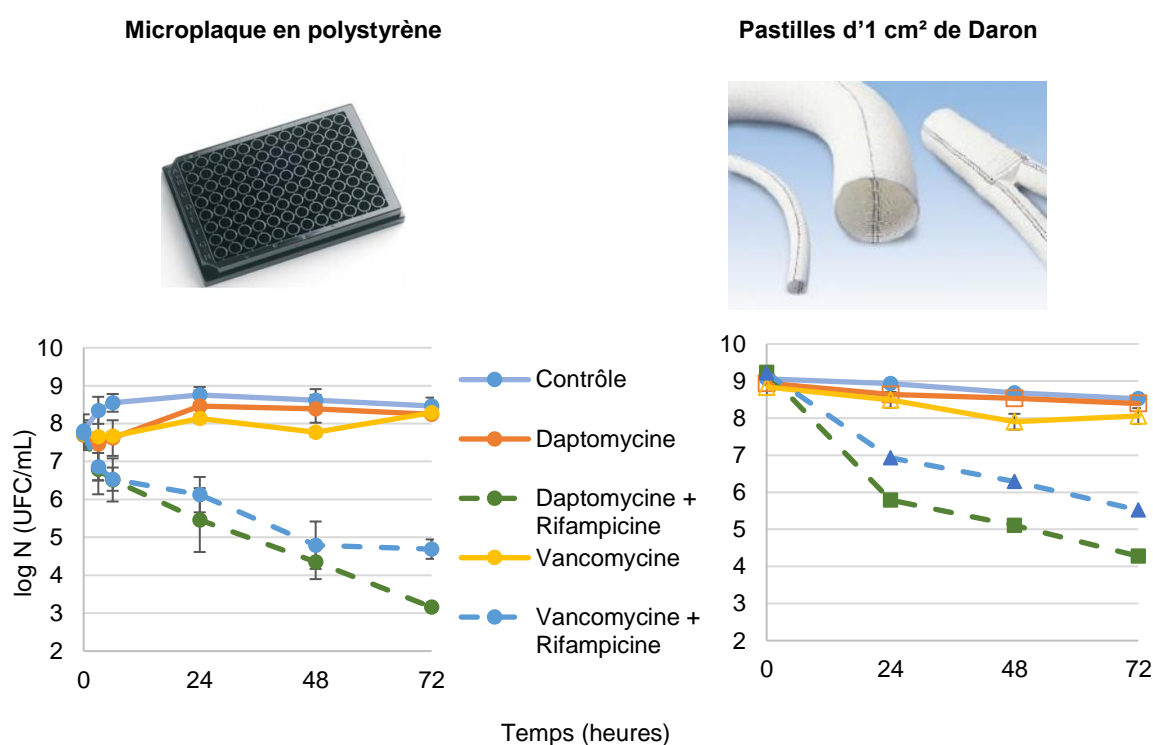 Microplaque en polystyrène
Pastilles d'1 cm² de Daron
log N (UFC/mL)
10
9
8
7
6
5
4
3
2
0
24
48
72
Contrôle
Daptomycine
Daptomycine +
Rifampicine
Vancomycine
Vancomycine +
Rifampicine
10
9
8
7
6
5
4
3
2
0
24
48
72
Temps (heures)